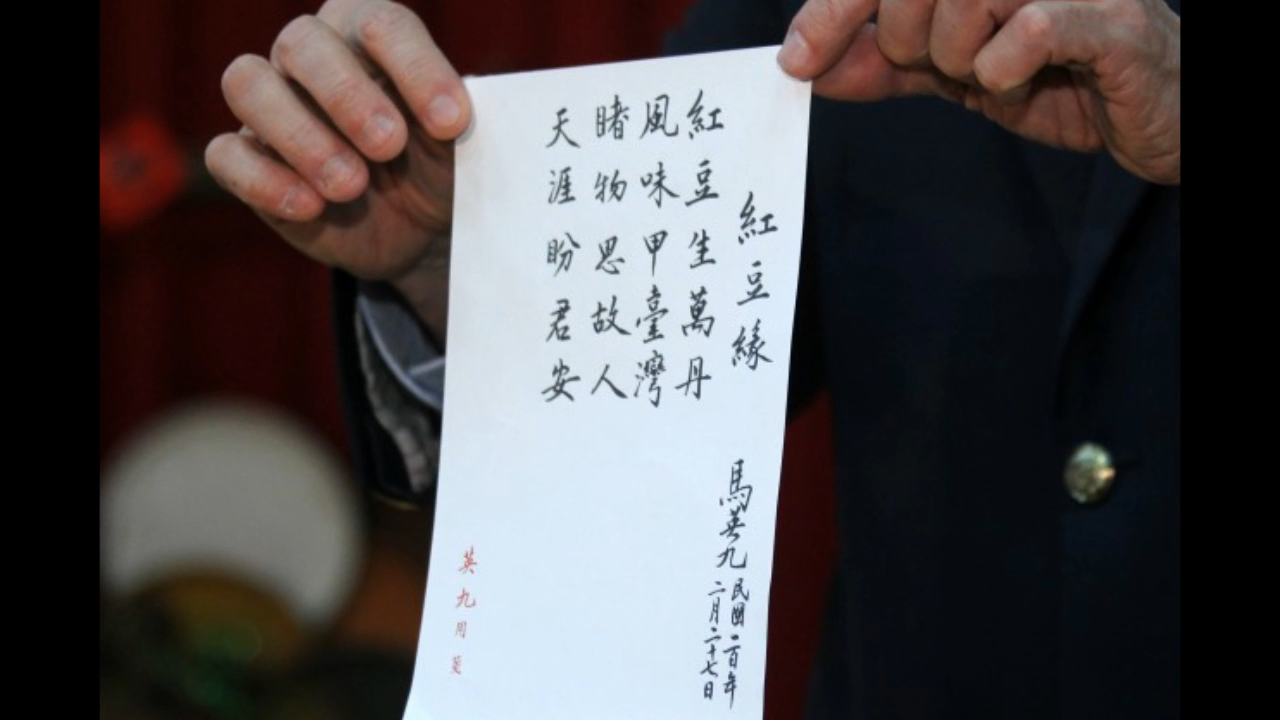 紅豆緣
馬英九
民國一百年
二月二十七日
紅豆生萬丹
風味甲臺灣
睹物思故人
天涯盼君安
英九用箋